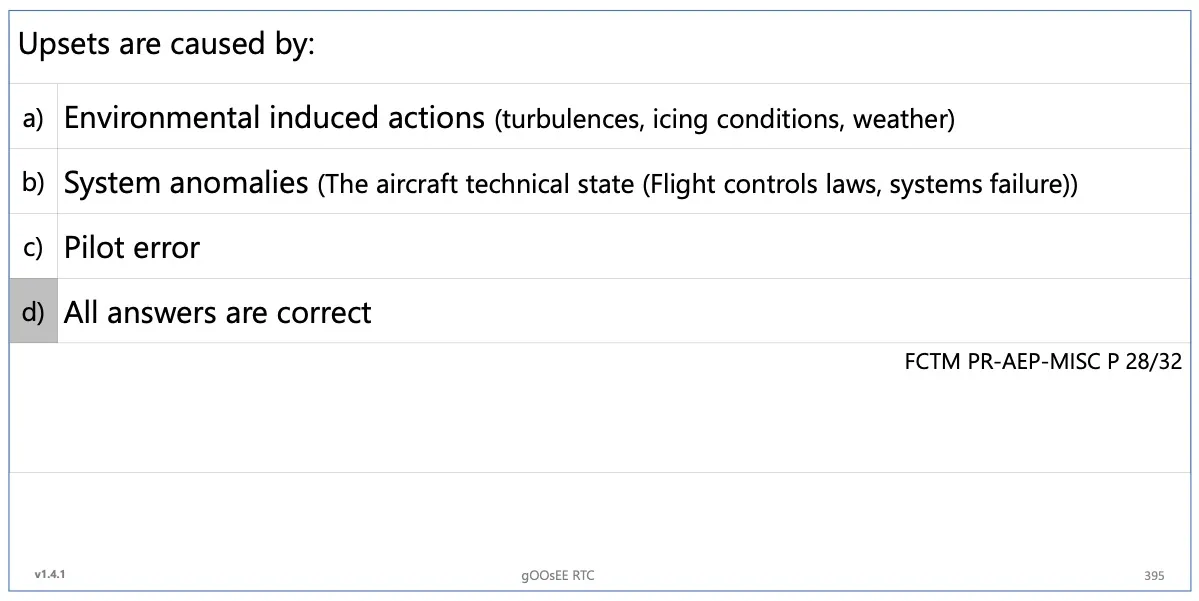 Upsets are caused by:
a) Environmental induced actions (turbulences, icing conditions, weather)
b) System anomalies (The aircraft technical state (Flight controls laws, systems failure))
c) Pilot error
d) All answers are correct
FCTM PR-AEP-MISC P 28/32
v1.4.1 gOOsEE RTC 395